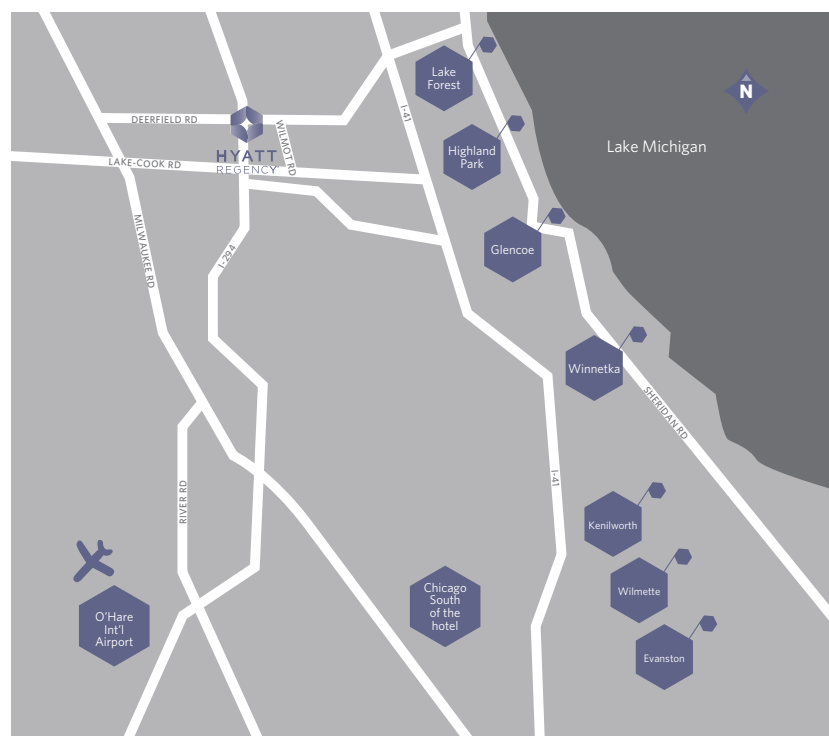 Lake
Forest
N
I-41
DEERFIELD RD
WILMOT RD
Highland
Park
Lake Michigan
HYATT
REGENCY
LAKE-COOK RD
MILWAUKEE RD
I-294
Glencoe
Winnetka
SHERIDAN RD
I-41
RIVER RD
Kenilworth
Wilmette
Chicago
South
of the
hotel
O'Hare
Int'l
Airport
Evanston